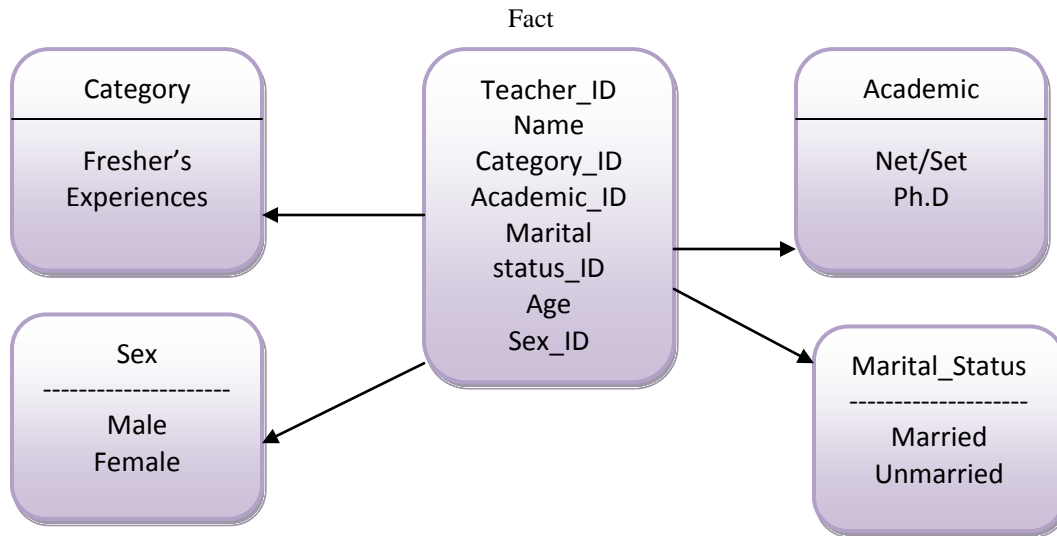 Fact
Category
Fresher's
Experiences
Teacher_ID
Name
Category_ID
Academic_ID
Marital
status_ID
Age
Sex_ID
Academic
Net/Set
Ph.D
Sex
----------------------
Male
Female
Marital_Status
--------------------
Married
Unmarried